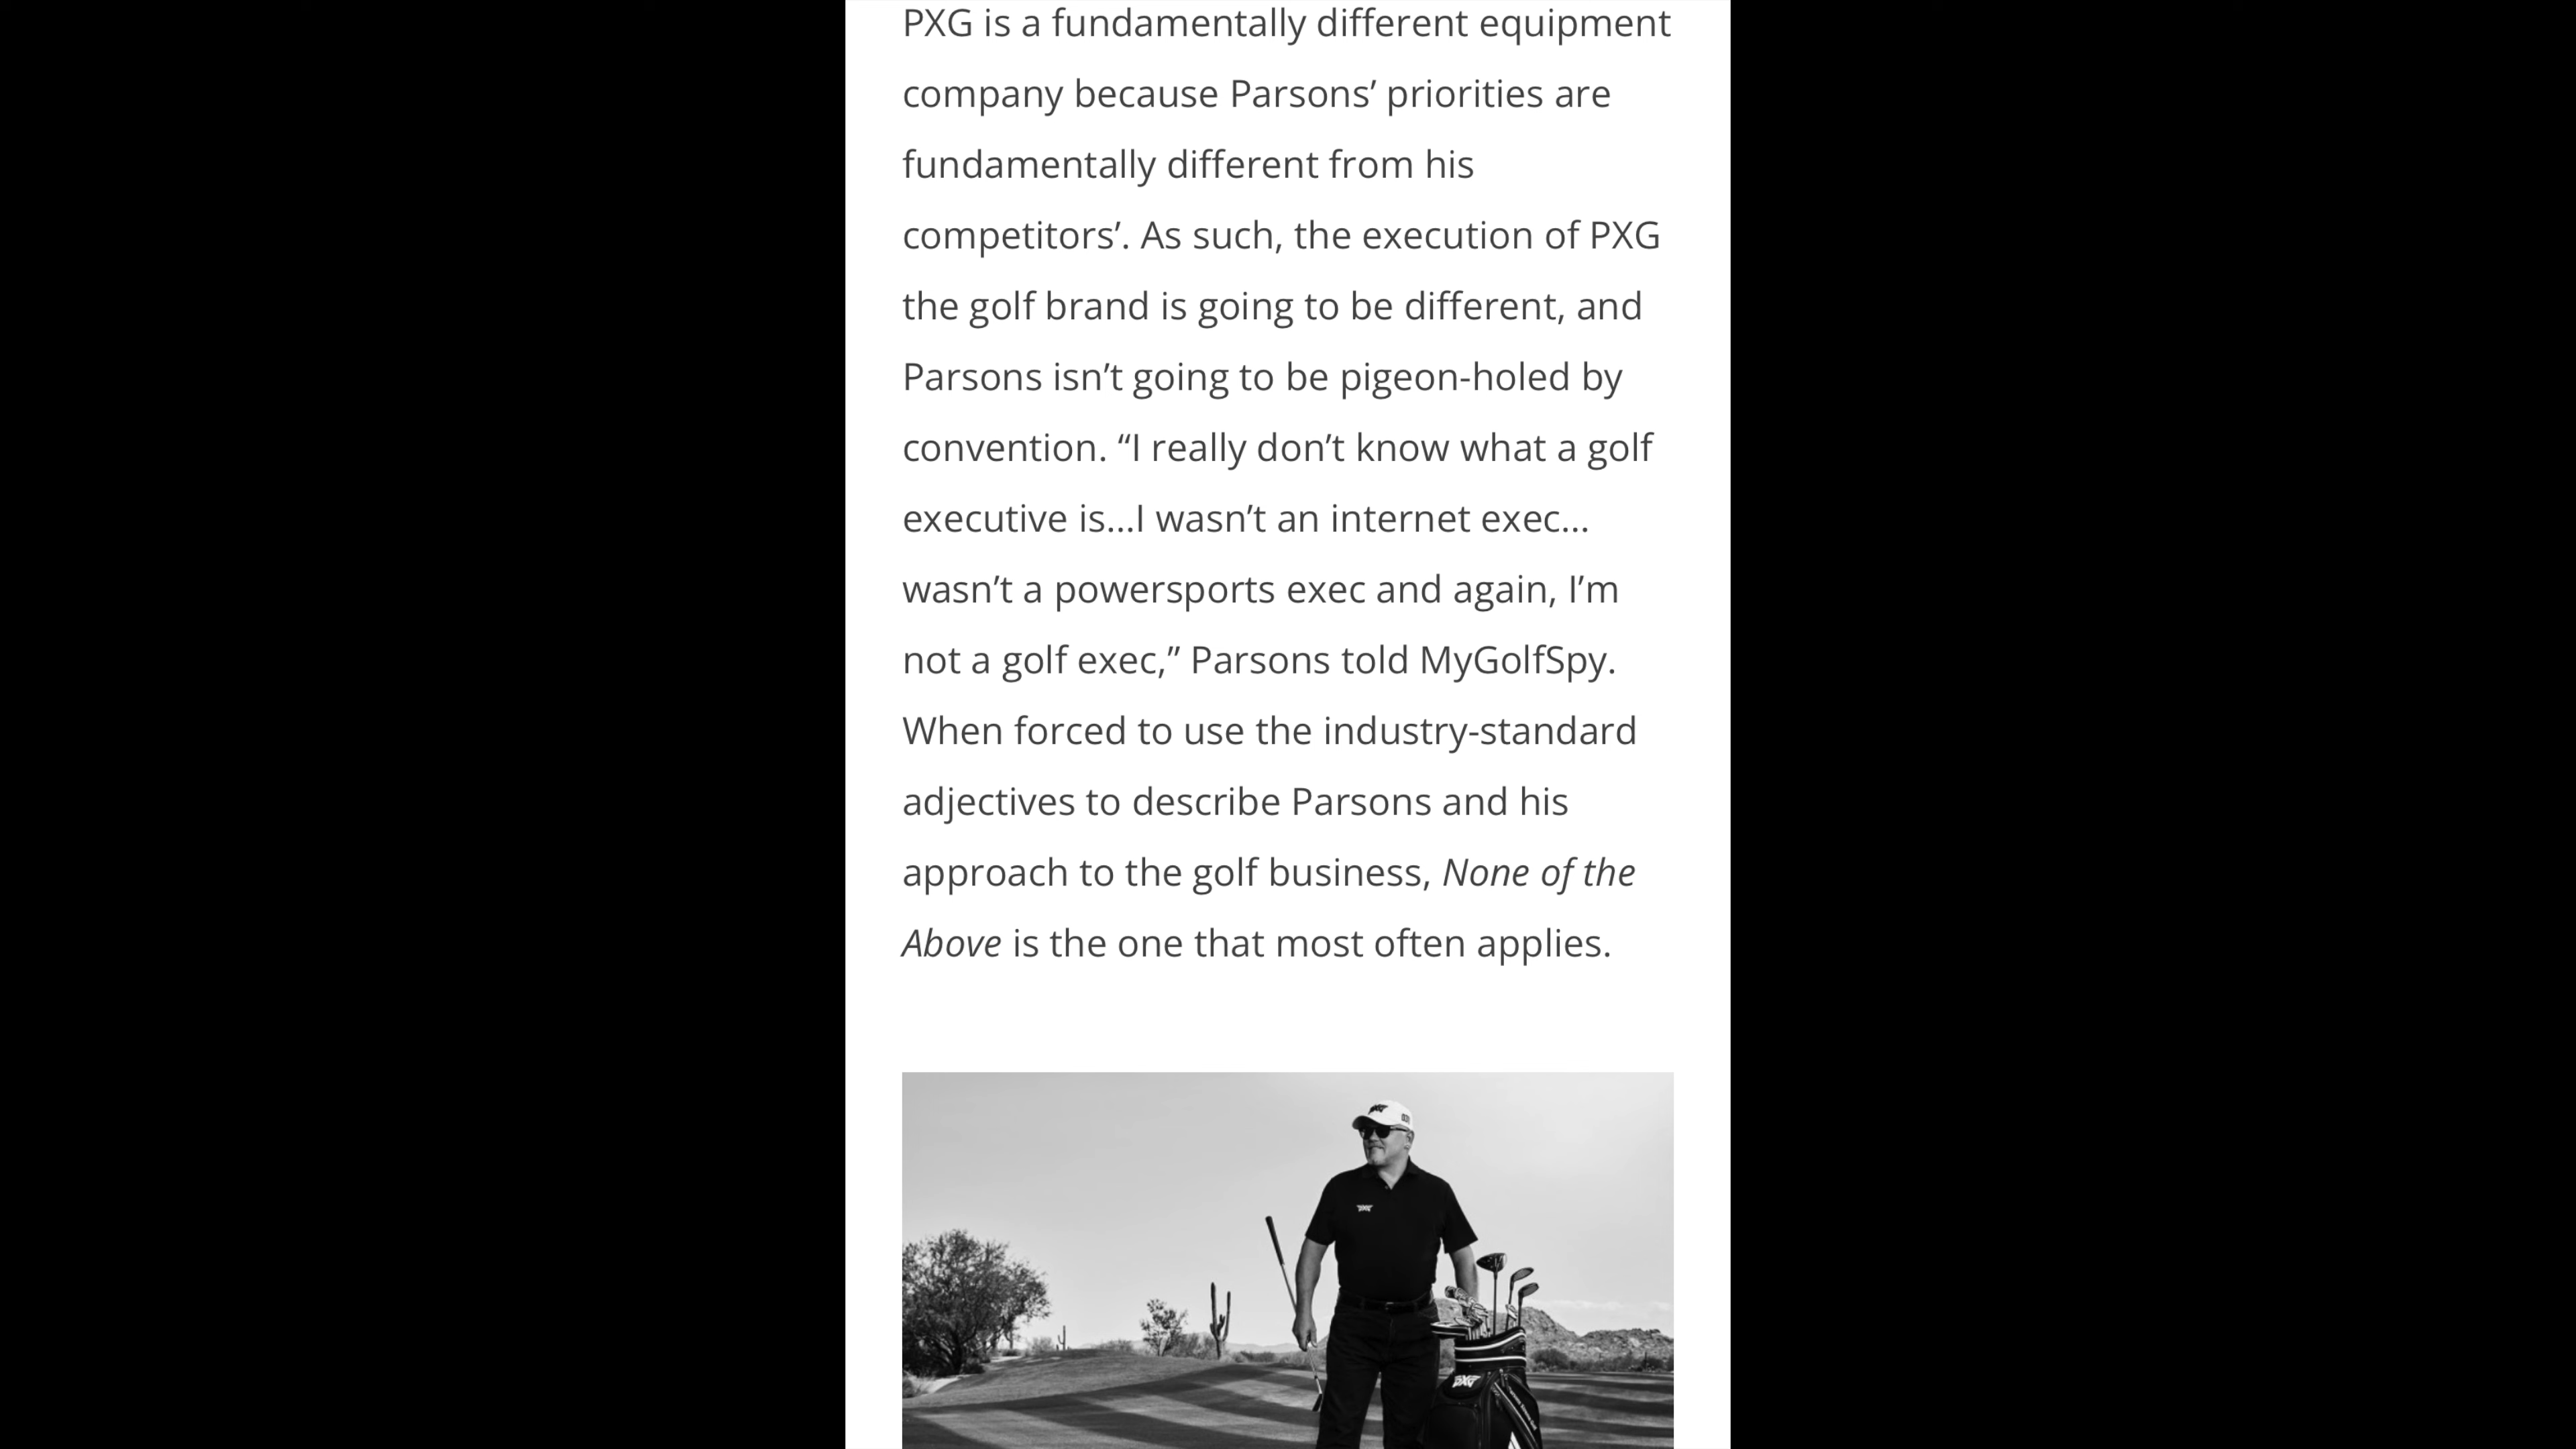 PXG is a fundamentally different equipment
company because Parsons’ priorities are
fundamentally different from his
competitors’. As such, the execution of PXG
the golf brand is going to be different, and
Parsons isn’t going to be pigeon-holed by
convention. “I really don’t know what a golf
executive is…I wasn’t an internet exec…
wasn’t a powersports exec and again, I’m
not a golf exec,” Parsons told MyGolfSpy.
When forced to use the industry-standard
adjectives to describe Parsons and his
approach to the golf business, None of the
Above is the one that most often applies.
PXG
PXG
PXG